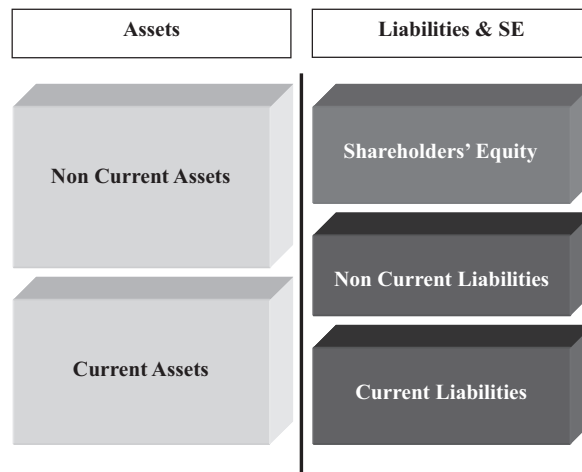 Assets
Liabilities & SE
Non Current Assets
Current Assets
Shareholders’ Equity
Non Current Liabilities
Current Liabilities